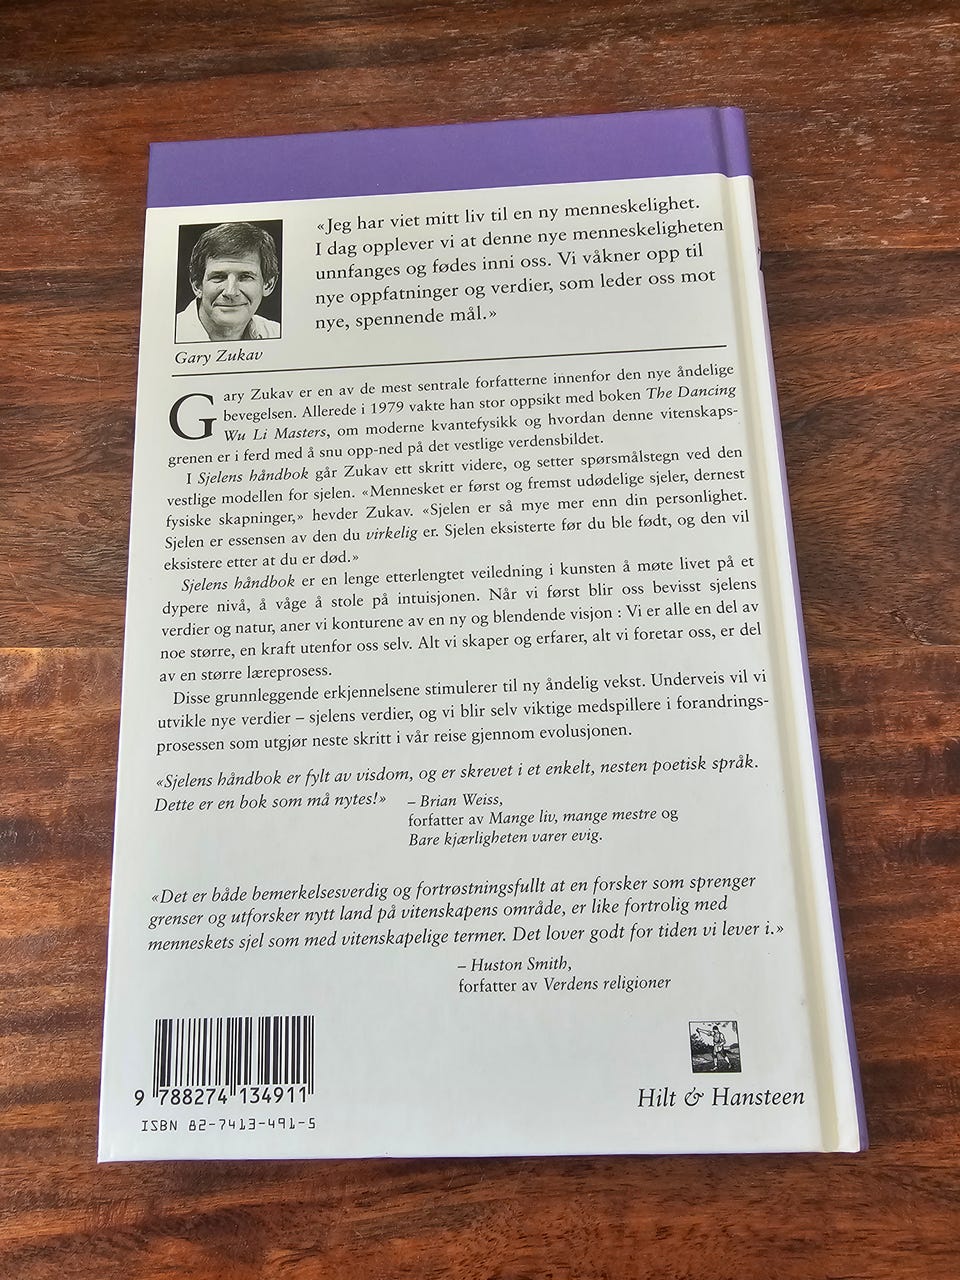 «Jeg har viet mitt liv til en ny menneskelighet.
I dag opplever vi at denne nye menneskeligheten
unnfanges og fødes inni oss. Vi våkner opp til
nye oppfatninger og verdier, som leder oss mot
nye, spennende mål.»
Gary Zukav
Gary Zukav er en av de mest sentrale forfatterne innenfor den nye åndelige
bevegelsen. Allerede i 1979 vakte han stor oppsikt med boken The Dancing
Wu Li Masters, om moderne kvantefysikk og hvordan denne vitenskaps-
grenen er i ferd med å snu opp-ned på det vestlige verdensbildet.
I Sjelens håndbok går Zukav ett skritt videre, og setter spørsmålstegn ved den
vestlige modellen for sjelen. «Mennesket er først og fremst udødelige sjeler, dernest
fysiske skapninger,» hevder Zukav. «Sjelen er så mye mer enn din personlighet.
Sjelen er essensen av den du virkelig er. Sjelen eksisterte før du ble født, og den vil
eksistere etter at du er død.»
Sjelens håndbok er en lenge etterlengtet veiledning i kunsten å møte livet på et
dypere nivå, å våge å stole på intuisjonen. Når vi først blir oss bevisst sjelens
verdier og natur, aner vi konturene av en ny og blendende visjon : Vi er alle en del av
noe større, en kraft utenfor oss selv. Alt vi skaper og erfarer, alt vi foretar oss, er del
av en større læreprosess.
Disse grunnleggende erkjennelsene stimulerer til ny åndelig vekst. Underveis vil vi
utvikle nye verdier – sjelens verdier, og vi blir selv viktige medspillere i forandrings-
prosessen som utgjør neste skritt i vår reise gjennom evolusjonen.
«Sjelens håndbok er fylt av visdom, og er skrevet i et enkelt, nesten poetisk språk.
Dette er en bok som må nytes!»
– Brian Weiss,
forfatter av Mange liv, mange mestre og
Bare kjærligheten varer evig.
«Det er både bemerkelsesverdig og fortrøstningsfullt at en forsker som sprenger
grenser og utforsker nytt land på vitenskapens område, er like fortrolig med
menneskets sjel som med vitenskapelige termer. Det lover godt for tiden vi lever i.»
– Huston Smith,
forfatter av Verdens religioner
9 788274 134911
ISBN 82-7413-491-5
Hilt & Hansteen